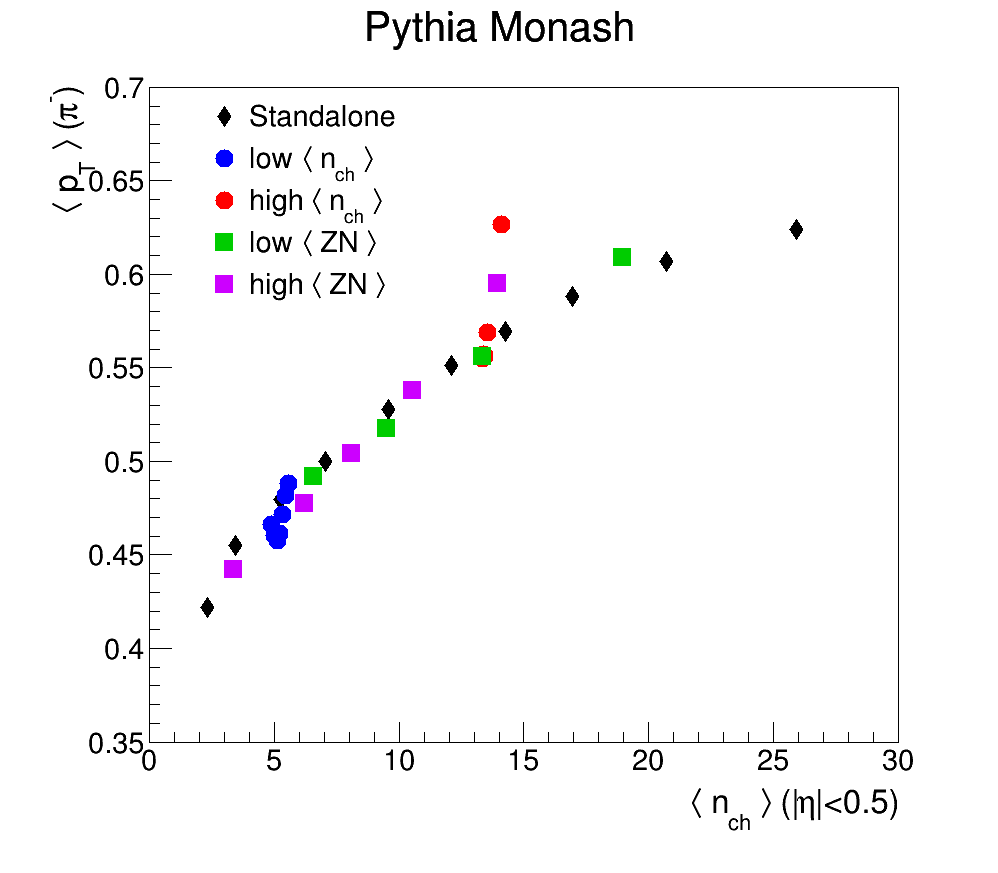 Pythia Monash
⟨ p_T ⟩ (π⁻)
0.7
0.65
0.6
0.55
0.5
0.45
0.4
0.35
Standalone
low ⟨ n_ch ⟩
high ⟨ n_ch ⟩
low ⟨ ZN ⟩
high ⟨ ZN ⟩
0 5 10 15 20 25 30
⟨ n_ch ⟩ (|η|<0.5)